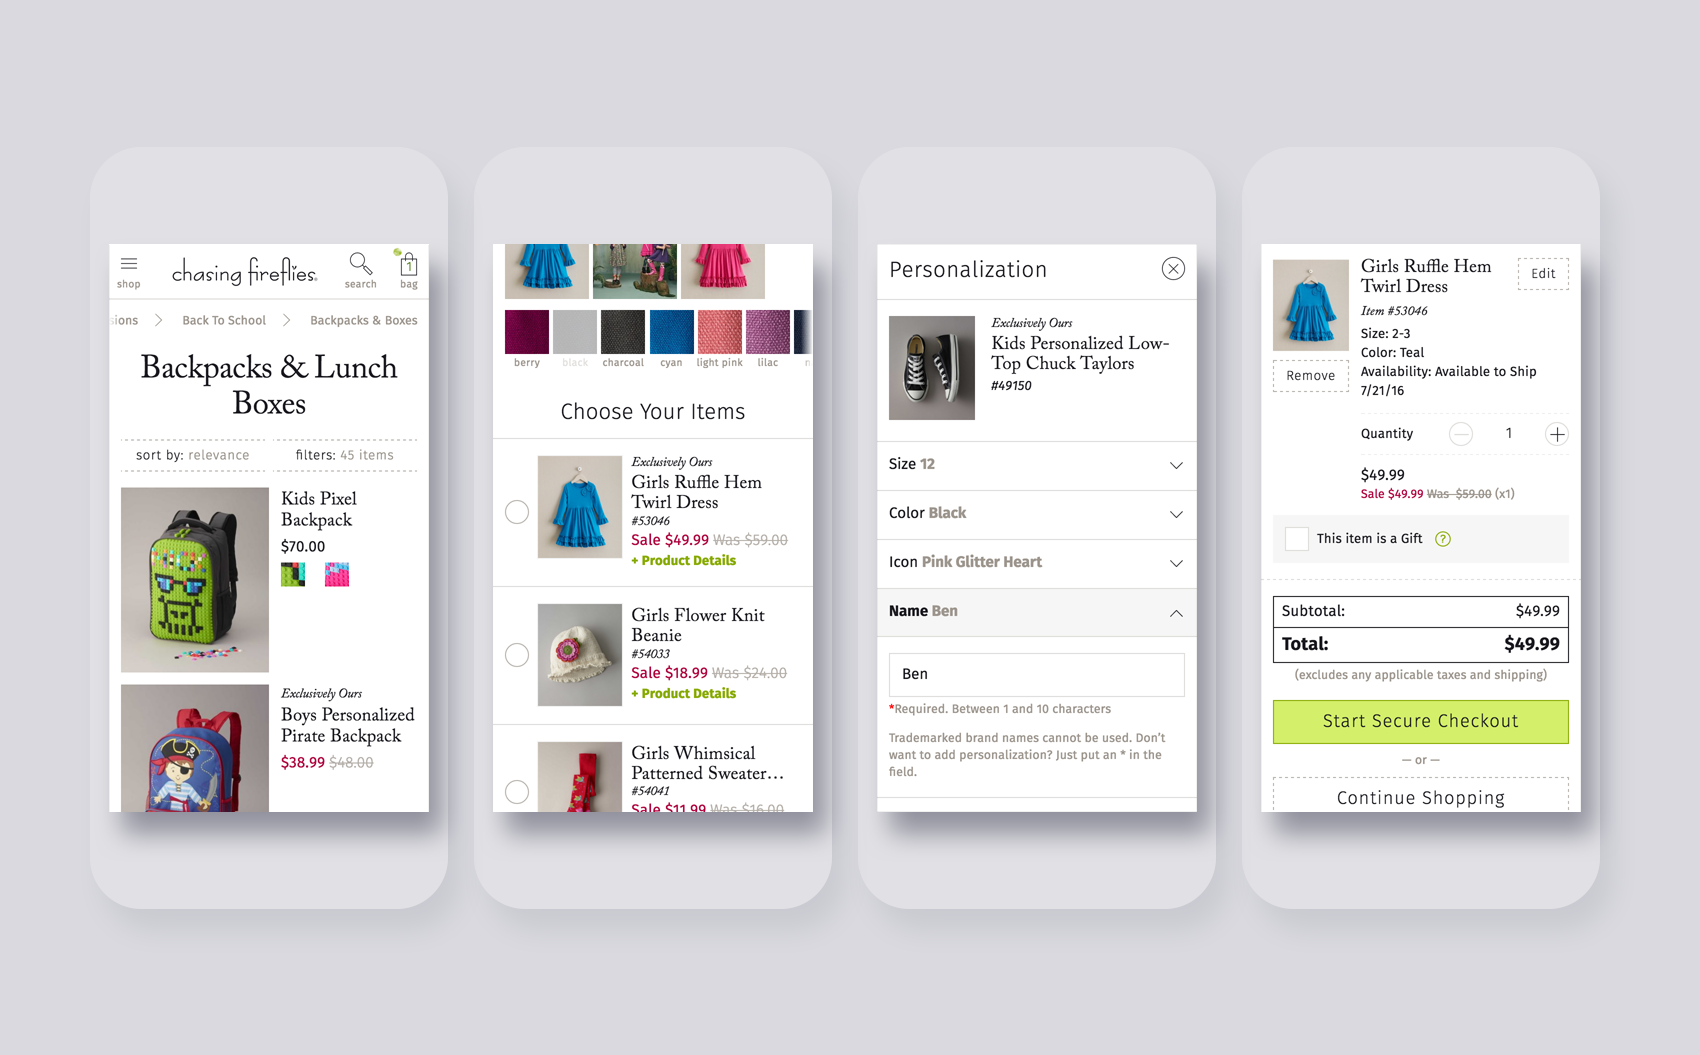 shop
chasing fireflies
search
1
bag
sions
Back To School
Backpacks & Boxes
Backpacks & Lunch
Boxes
sort by: relevance
filters: 45 items
Kids Pixel
Backpack
$70.00
Exclusively Ours
Boys Personalized
Pirate Backpack
$38.99 $48.00
berry
black
charcoal
cyan
light pink
lilac
n
Choose Your Items
Exclusively Ours
Girls Ruffle Hem
Twirl Dress
#53046
Sale $49.99 Was $59.00
+ Product Details
Girls Flower Knit
Beanie
#54033
Sale $18.99 Was $24.00
+ Product Details
Girls Whimsical
Patterned Sweater...
#54041
Sale $11.99 Was $16.00
Personalization
Exclusively Ours
Kids Personalized Low-
Top Chuck Taylors
#49150
Size 12
Color Black
Icon Pink Glitter Heart
Name Ben
Ben
*Required. Between 1 and 10 characters
Trademarked brand names cannot be used. Don't
want to add personalization? Just put an * in the
field.
Girls Ruffle Hem
Twirl Dress
Edit
Item #53046
Size: 2-3
Color: Teal
Availability: Available to Ship
7/21/16
Remove
Quantity
1
$49.99
Sale $49.99 Was $59.00 (x1)
This item is a Gift
?
Subtotal: $49.99
Total: $49.99
(excludes any applicable taxes and shipping)
Start Secure Checkout
— or —
Continue Shopping